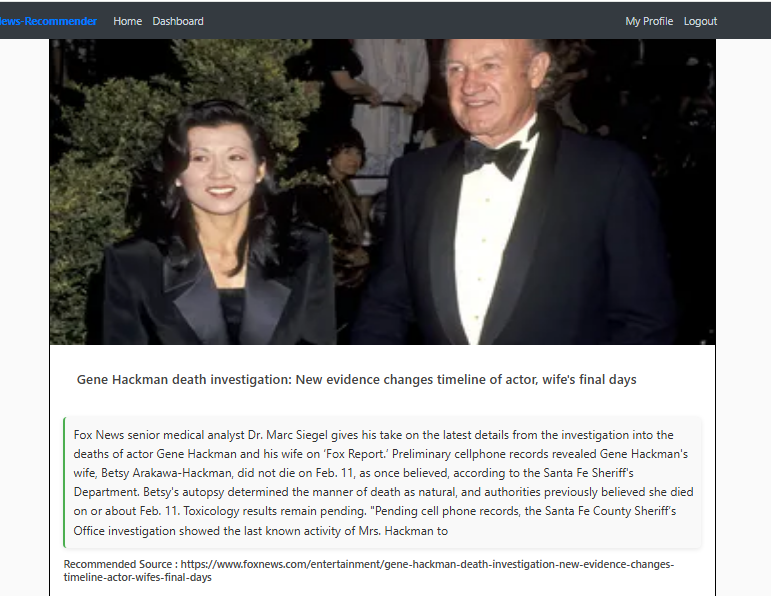 News-Recommender Home Dashboard My Profile Logout
Gene Hackman death investigation: New evidence changes timeline of actor, wife's final days
Fox News senior medical analyst Dr. Marc Siegel gives his take on the latest details from the investigation into the
deaths of actor Gene Hackman and his wife on ‘Fox Report.’ Preliminary cellphone records revealed Gene Hackman's
wife, Betsy Arakawa-Hackman, did not die on Feb. 11, as once believed, according to the Santa Fe Sheriff's
Department. Betsy's autopsy determined the manner of death as natural, and authorities previously believed she died
on or about Feb. 11. Toxicology results remain pending. "Pending cell phone records, the Santa Fe County Sheriff's
Office investigation showed the last known activity of Mrs. Hackman to
Recommended Source : https://www.foxnews.com/entertainment/gene-hackman-death-investigation-new-evidence-changes-
timeline-actor-wifes-final-days